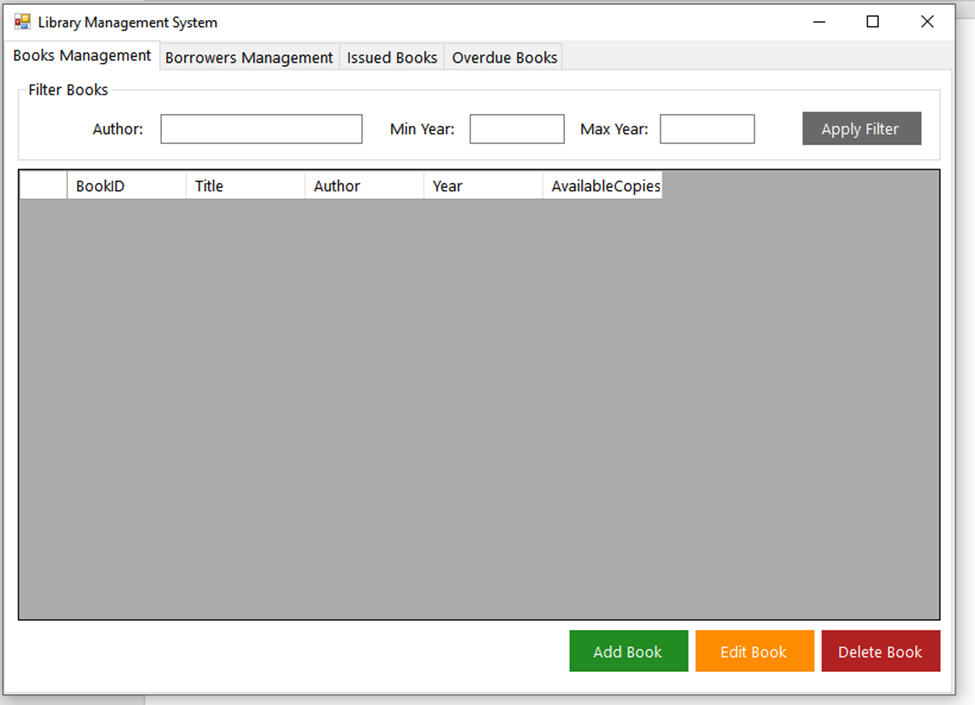 Library Management System
Books Management Borrowers Management Issued Books Overdue Books
Filter Books
Author: Min Year: Max Year: Apply Filter
BookID Title Author Year AvailableCopies
Add Book Edit Book Delete Book